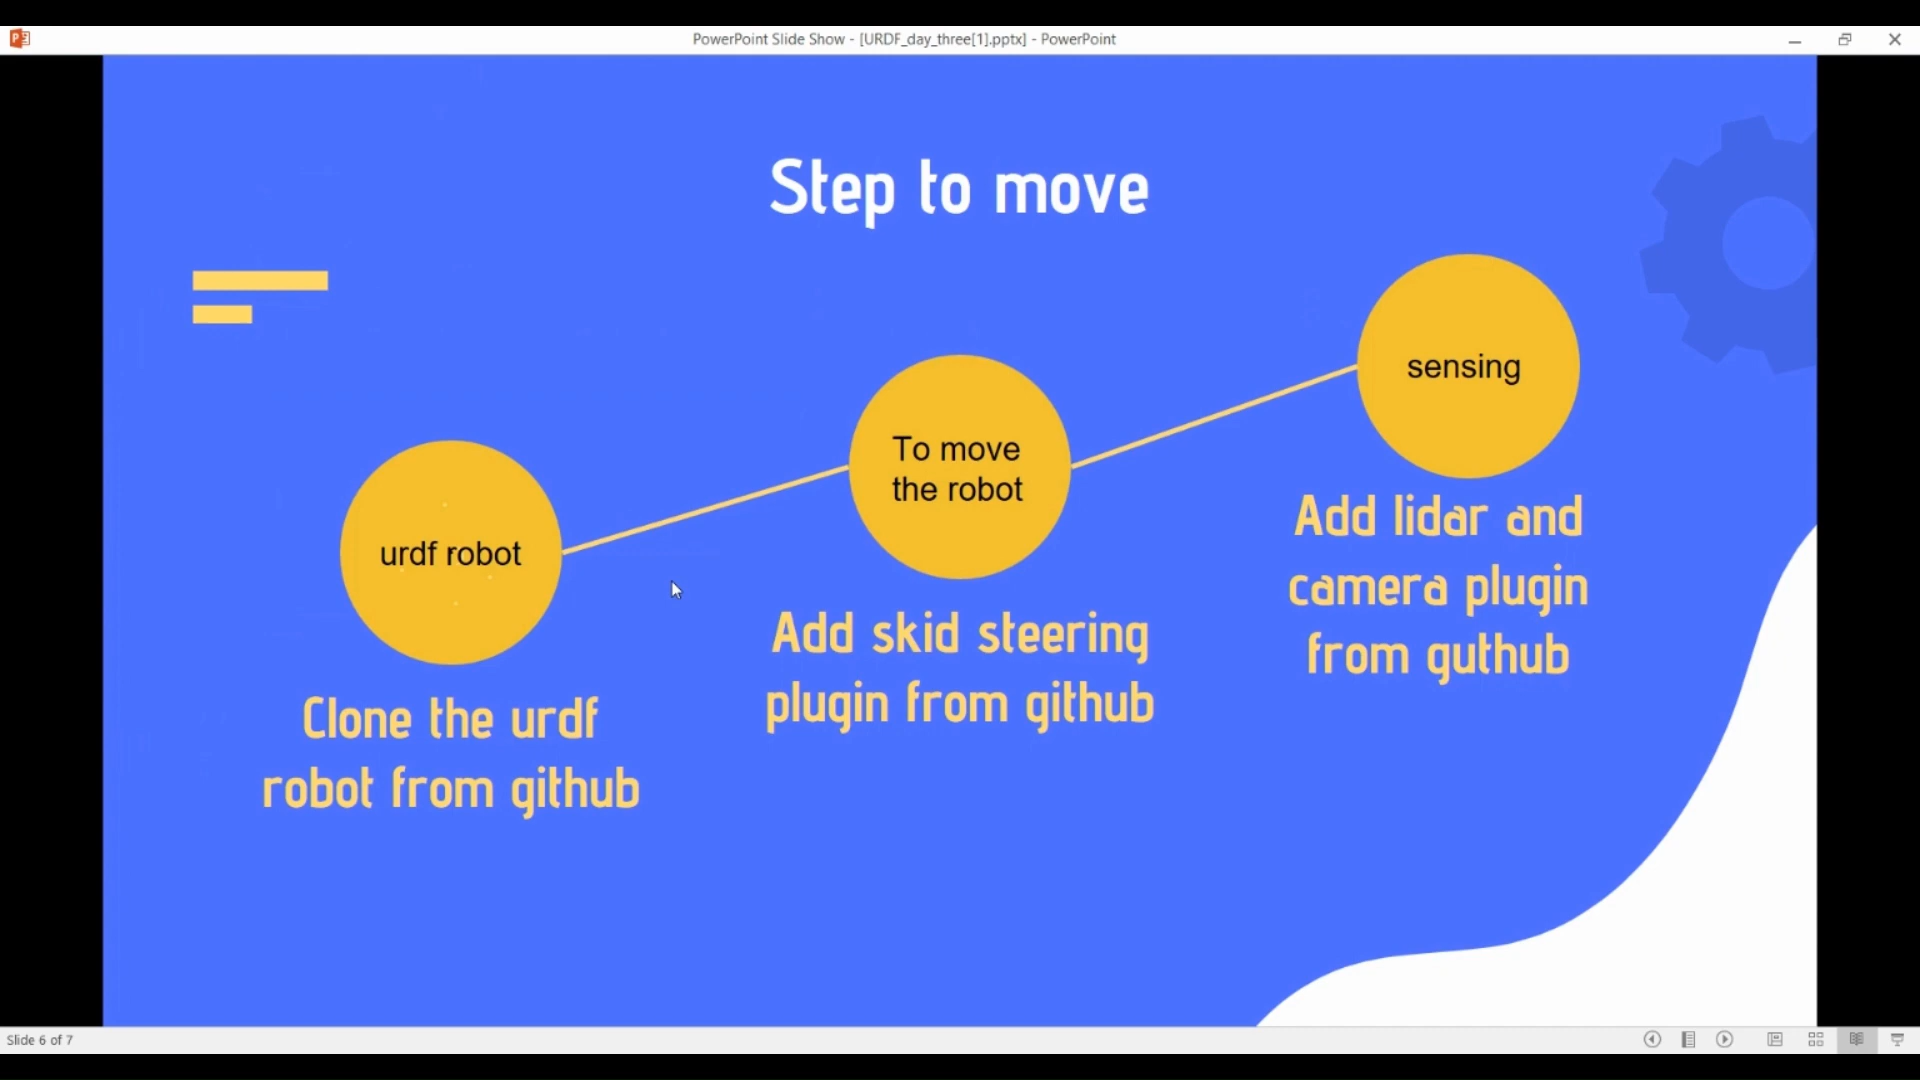 PowerPoint Slide Show - [URDF_day_three[1].pptx] - PowerPoint
Step to move
urdf robot
Clone the urdf
robot from github
To move
the robot
Add skid steering
plugin from github
sensing
Add lidar and
camera plugin
from guthub
Slide 6 of 7